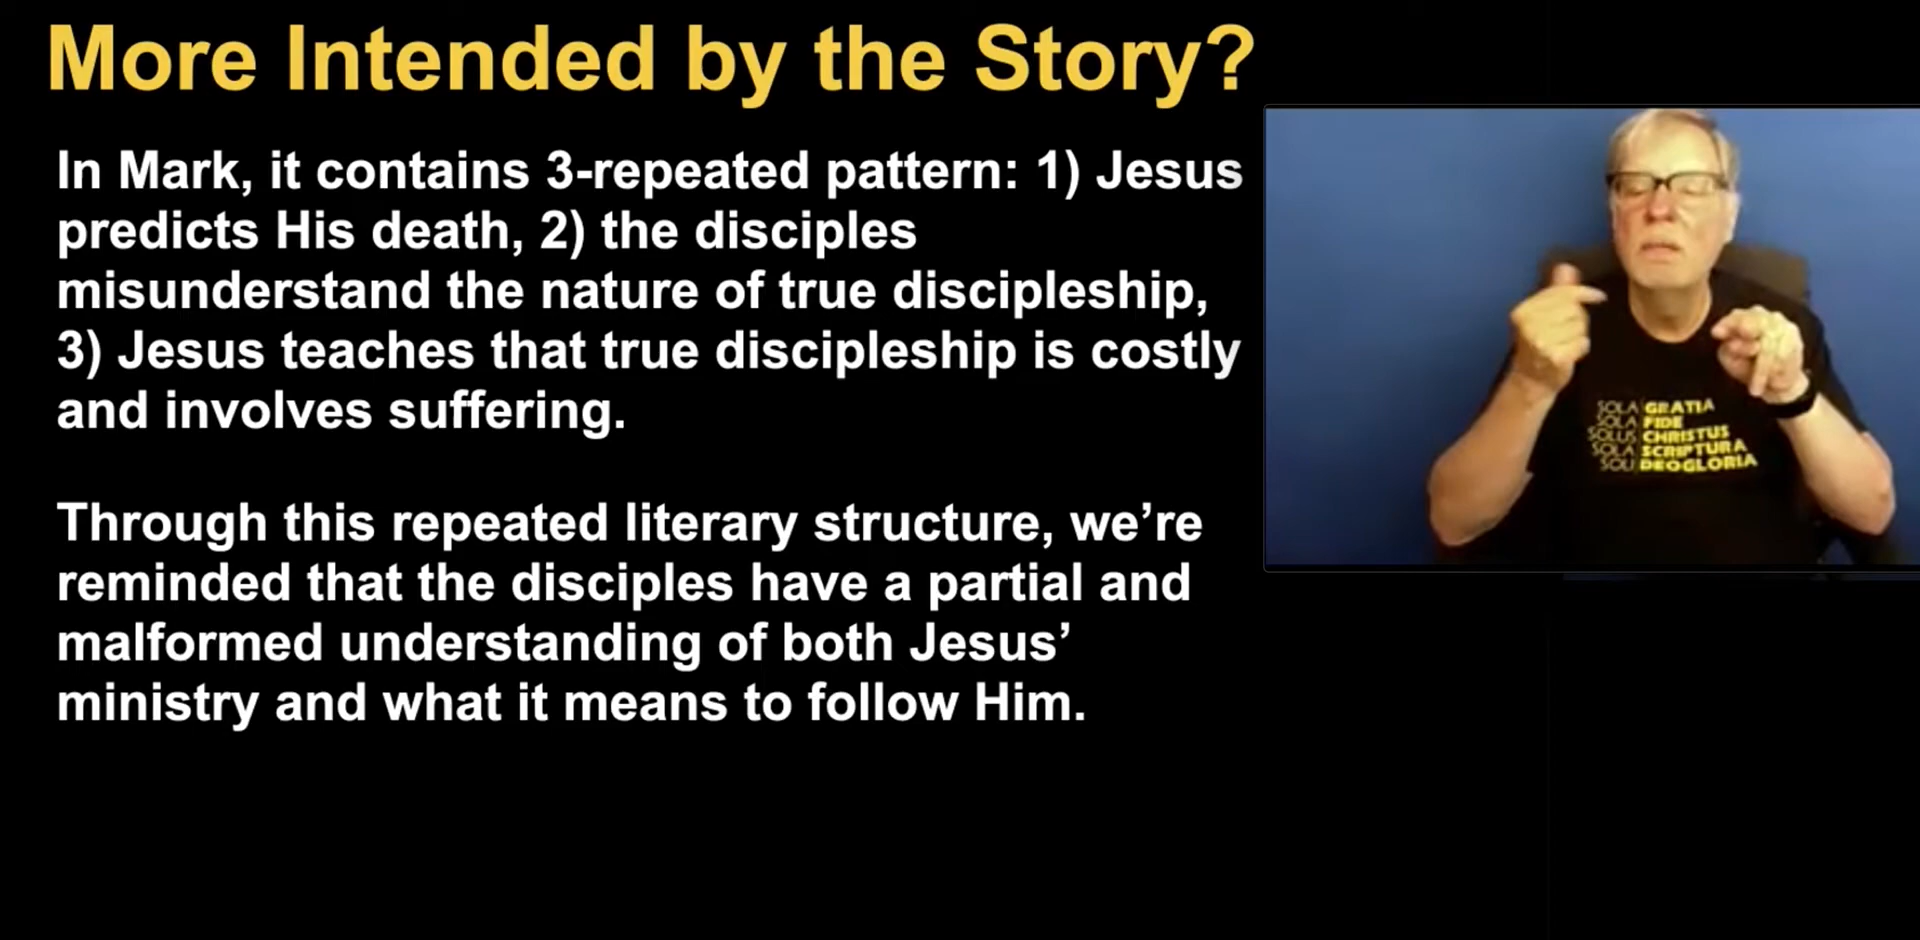 More Intended by the Story?
In Mark, it contains 3-repeated pattern: 1) Jesus
predicts His death, 2) the disciples
misunderstand the nature of true discipleship,
3) Jesus teaches that true discipleship is costly
and involves suffering.
Through this repeated literary structure, we’re
reminded that the disciples have a partial and
malformed understanding of both Jesus’
ministry and what it means to follow Him.
SOLA GRATIA
SOLA FIDE
SOLUS CHRISTUS
SOLA SCRIPTURA
SOLI DEOGLORIA